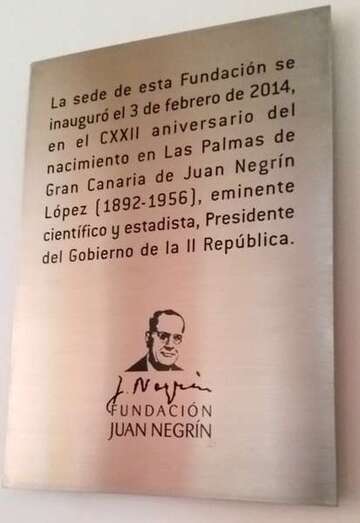 La sede de esta Fundación se
inauguró el 3 de febrero de 2014,
en el CXXII aniversario del
nacimiento en Las Palmas de
Gran Canaria de Juan Negrín
López (1892-1956), eminente
científico y estadista, Presidente
del Gobierno de la II República.
J. Negrín
FUNDACIÓN
JUAN NEGRÍN